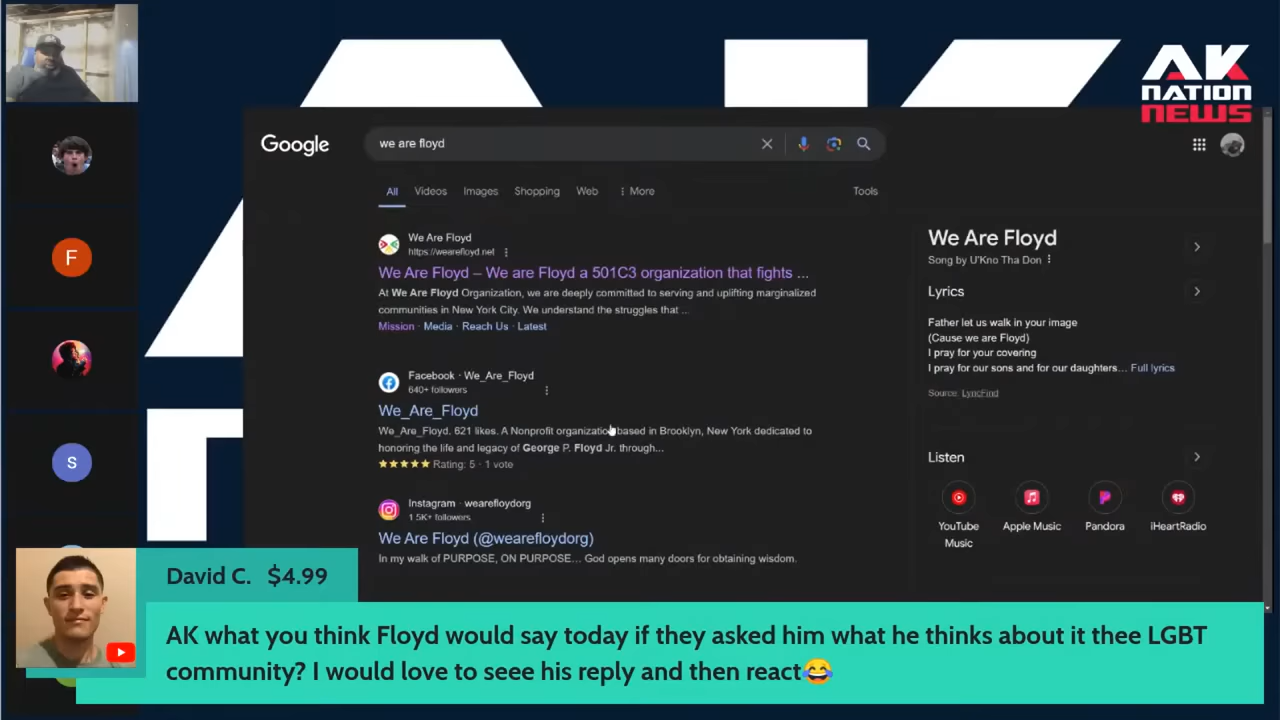 AK
NATION
NEWS
Google
we are floyd
All Videos Images Shopping Web More Tools
We Are Floyd
https://wearefloyd.net
We Are Floyd – We are Floyd a 501C3 organization that fights ...
At We Are Floyd Organization, we are deeply committed to serving and uplifting marginalized
communities in New York City. We understand the struggles that ...
Mission · Media · Reach Us · Latest
Facebook · We_Are_Floyd
640+ followers
We_Are_Floyd
We_Are_Floyd. 621 likes. A Nonprofit organization based in Brooklyn, New York dedicated to
honoring the life and legacy of George P. Floyd Jr. through...
Rating: 5 · 1 vote
Instagram · wearefloydorg
1.5K+ followers
We Are Floyd (@wearefloydorg)
In my walk of PURPOSE, ON PURPOSE... God opens many doors for obtaining wisdom.
We Are Floyd
Song by U'Kno Tha Don
Lyrics
Father let us walk in your image
(Cause we are Floyd)
I pray for your covering
I pray for our sons and for our daughters... Full lyrics
Source: LyricFind
Listen
YouTube
Music
Apple Music
Pandora
iHeartRadio
F
S
David C. $4.99
AK what you think Floyd would say today if they asked him what he thinks about it thee LGBT
community? I would love to seee his reply and then react😂